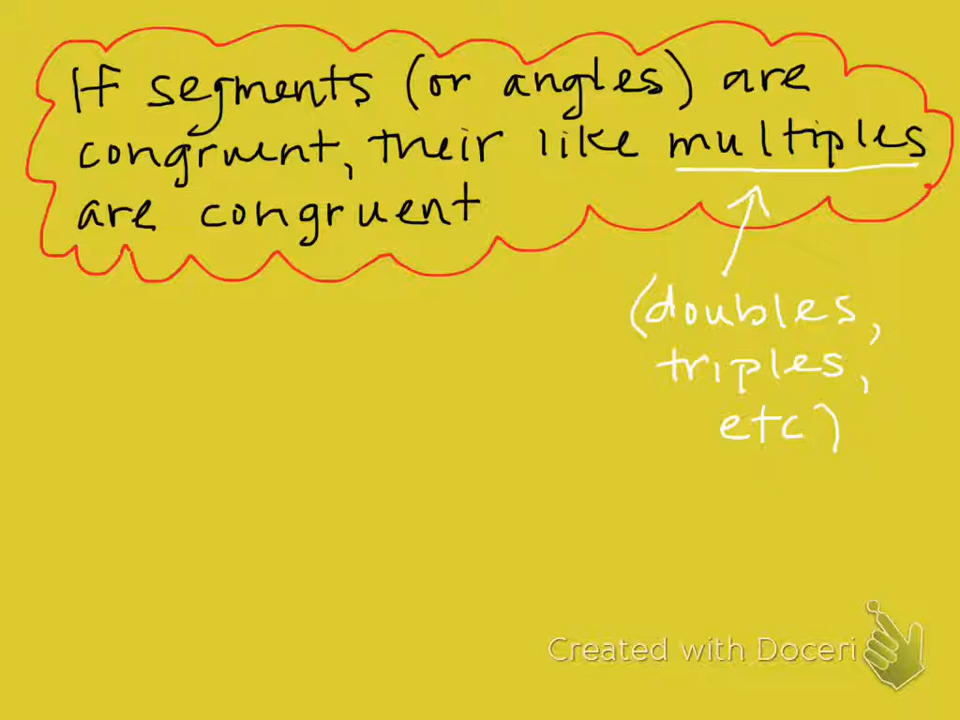 If segments (or angles) are
congruent, their like multiples
are congruent
(doubles,
triples,
etc)
Created with Doceri